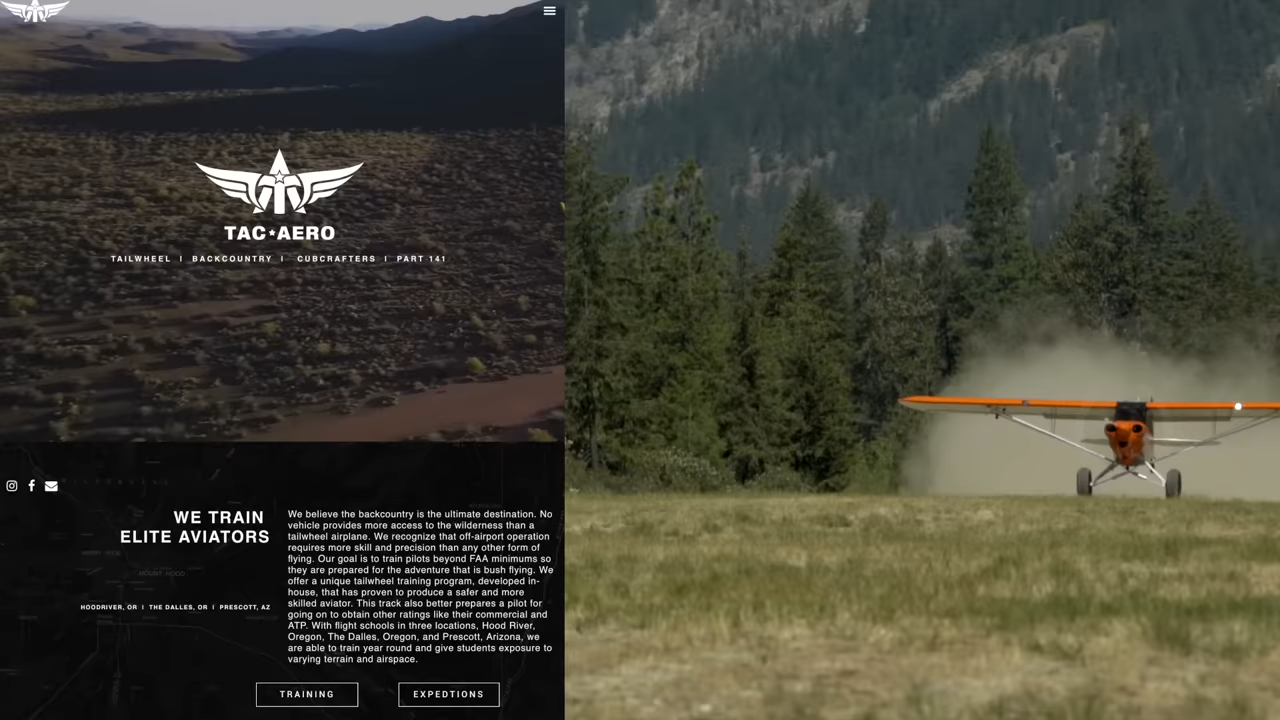 TAC★AERO
TAILWHEEL | BACKCOUNTRY | CUBCRAFTERS | PART 141
WE TRAIN
ELITE AVIATORS
HOODRIVER, OR | THE DALLES, OR | PRESCOTT, AZ
We believe the backcountry is the ultimate destination. No
vehicle provides more access to the wilderness than a
tailwheel airplane. We recognize that off-airport operation
requires more skill and precision than any other form of
flying. Our goal is to train pilots beyond FAA minimums so
they are prepared for the adventure that is bush flying. We
offer a unique tailwheel training program, developed in-
house, that has proven to produce a safer and more
skilled aviator. This track also better prepares a pilot for
going on to obtain other ratings like their commercial and
ATP. With flight schools in three locations, Hood River,
Oregon, The Dalles, Oregon, and Prescott, Arizona, we
are able to train year round and give students exposure to
varying terrain and airspace.
MOUNT HOOD
TRAINING
EXPEDTIONS